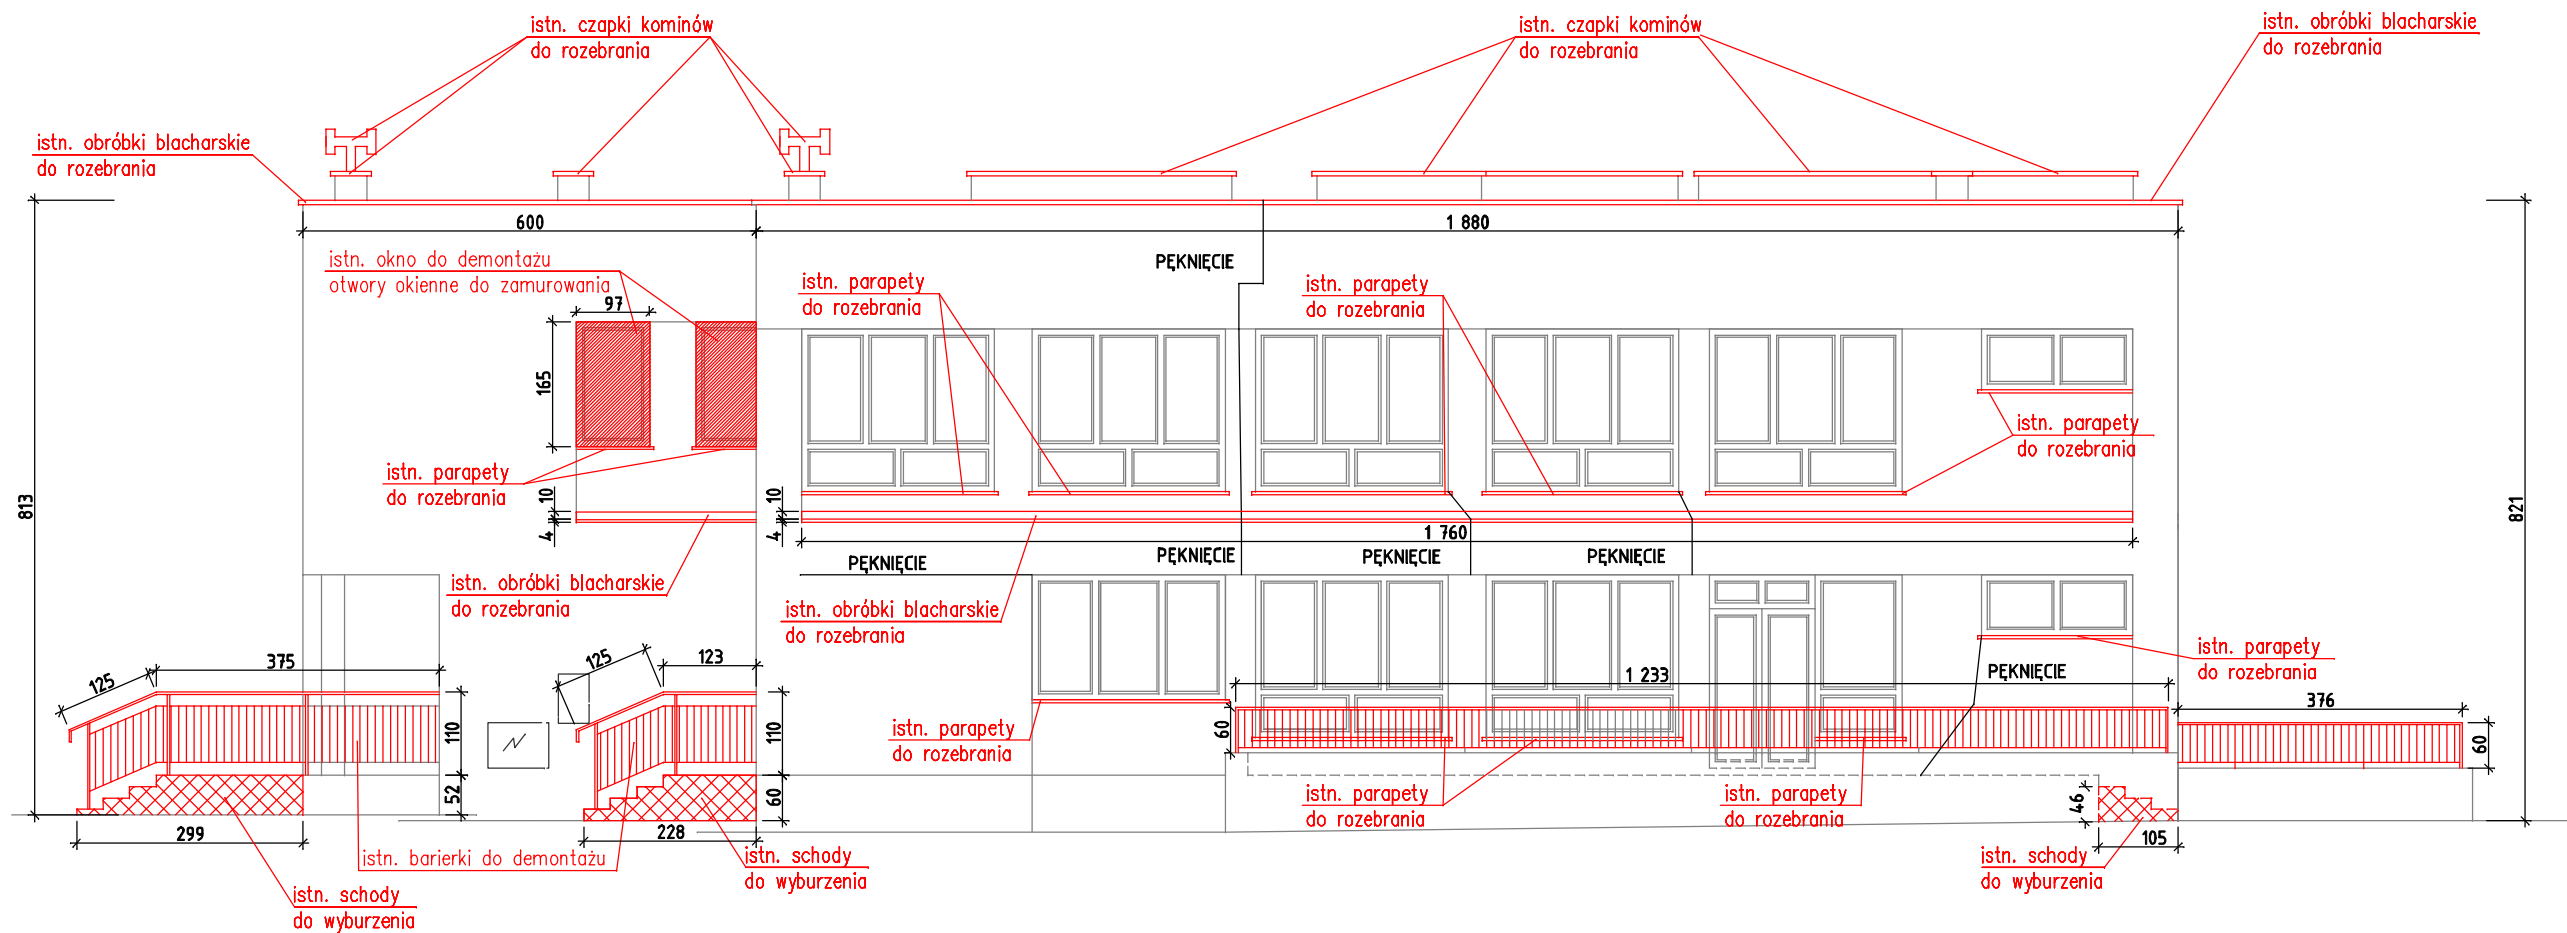 istn. czapki kominów
do rozebrania
istn. czapki kominów
do rozebrania
istn. obróbki blacharskie
do rozebrania
istn. obróbki blacharskie
do rozebrania
600
1 880
PĘKNIĘCIE
istn. okno do demontażu
otwory okienne do zamurowania
97
istn. parapety
do rozebrania
istn. parapety
do rozebrania
165
istn. parapety
do rozebrania
istn. parapety
do rozebrania
813
821
10
10
4
4
1 760
PĘKNIĘCIE
PĘKNIĘCIE
PĘKNIĘCIE
PĘKNIĘCIE
istn. obróbki blacharskie
do rozebrania
istn. obróbki blacharskie
do rozebrania
375
125
125
123
istn. parapety
do rozebrania
PĘKNIĘCIE
1 233
376
110
110
istn. parapety
do rozebrania
60
60
52
60
istn. parapety
do rozebrania
istn. parapety
do rozebrania
46
299
228
105
istn. barierki do demontażu
istn. schody
do wyburzenia
istn. schody
do wyburzenia
istn. schody
do wyburzenia